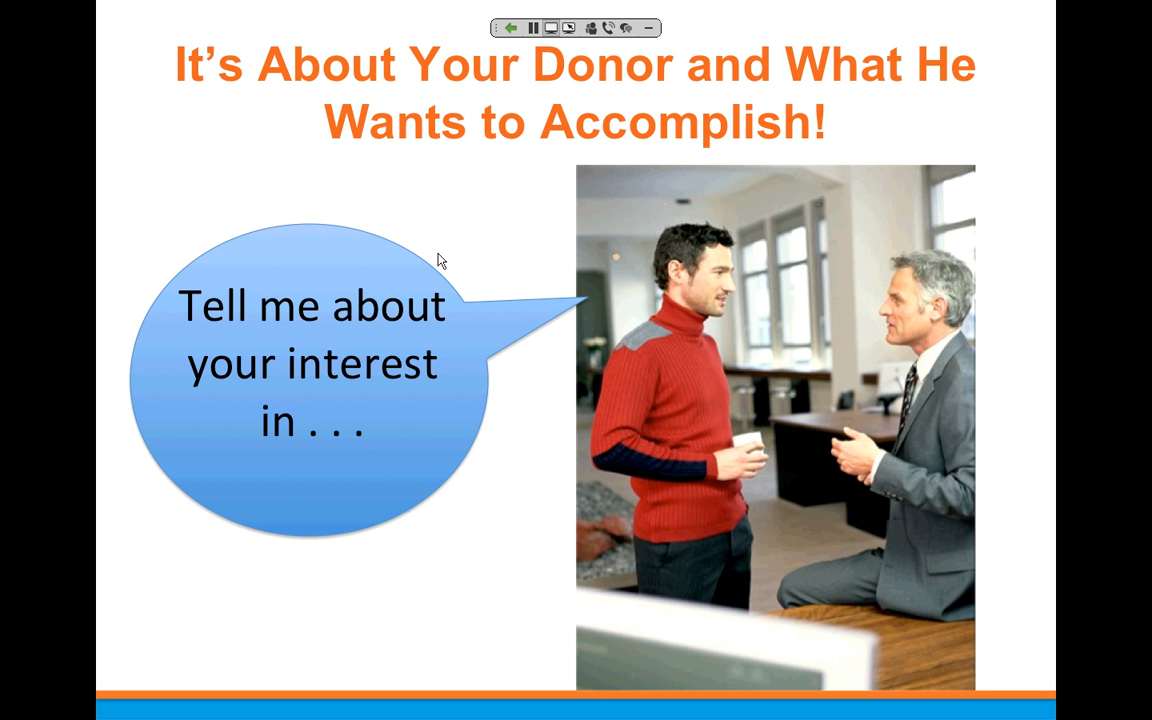 It’s About Your Donor and What He
Wants to Accomplish!
Tell me about
your interest
in . . .